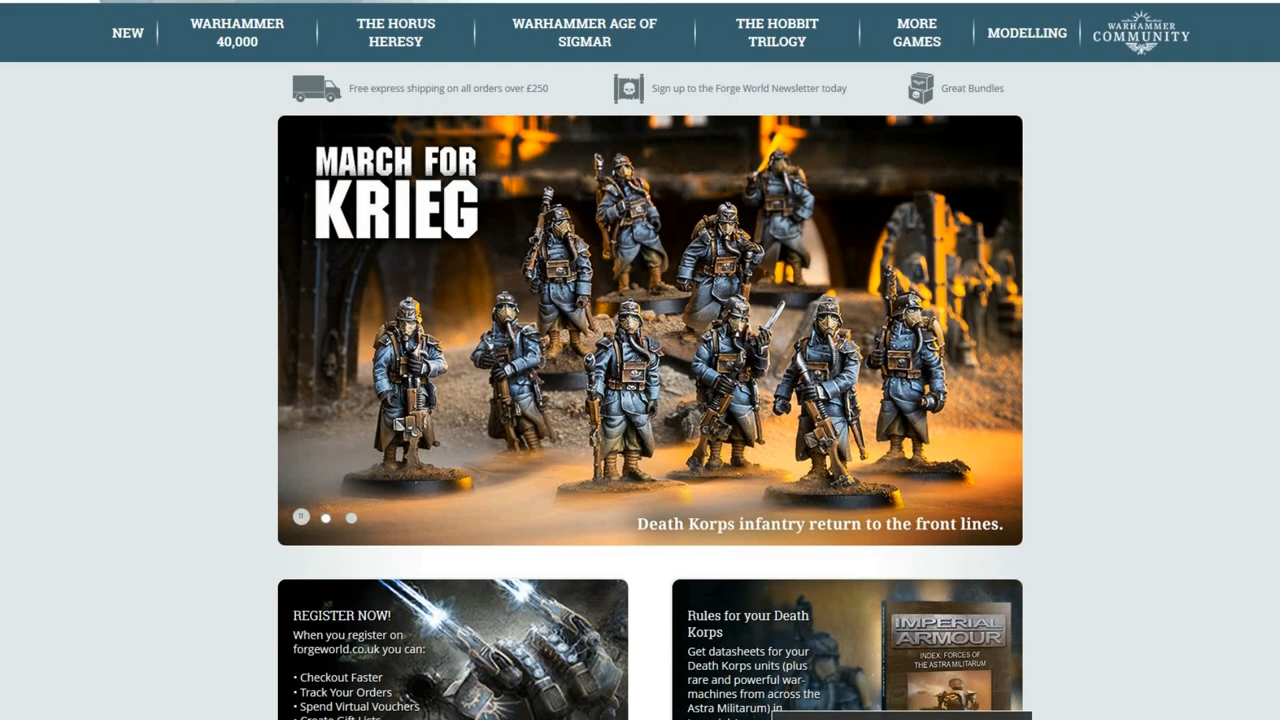 NEW
WARHAMMER
40,000
THE HORUS
HERESY
WARHAMMER AGE OF
SIGMAR
THE HOBBIT
TRILOGY
MORE
GAMES
MODELLING
WARHAMMER
COMMUNITY
Free express shipping on all orders over £250
Sign up to the Forge World Newsletter today
Great Bundles
MARCH FOR
KRIEG
Death Korps infantry return to the front lines.
REGISTER NOW!
When you register on
forgeworld.co.uk you can:
• Checkout Faster
• Track Your Orders
• Spend Virtual Vouchers
• Create Gift Lists
Rules for your Death
Korps
Get datasheets for your
Death Korps units (plus
rare and powerful war-
machines from across the
Astra Militarum) in
IMPERIAL
ARMOUR
INDEX: FORCES OF
THE ASTRA MILITARUM